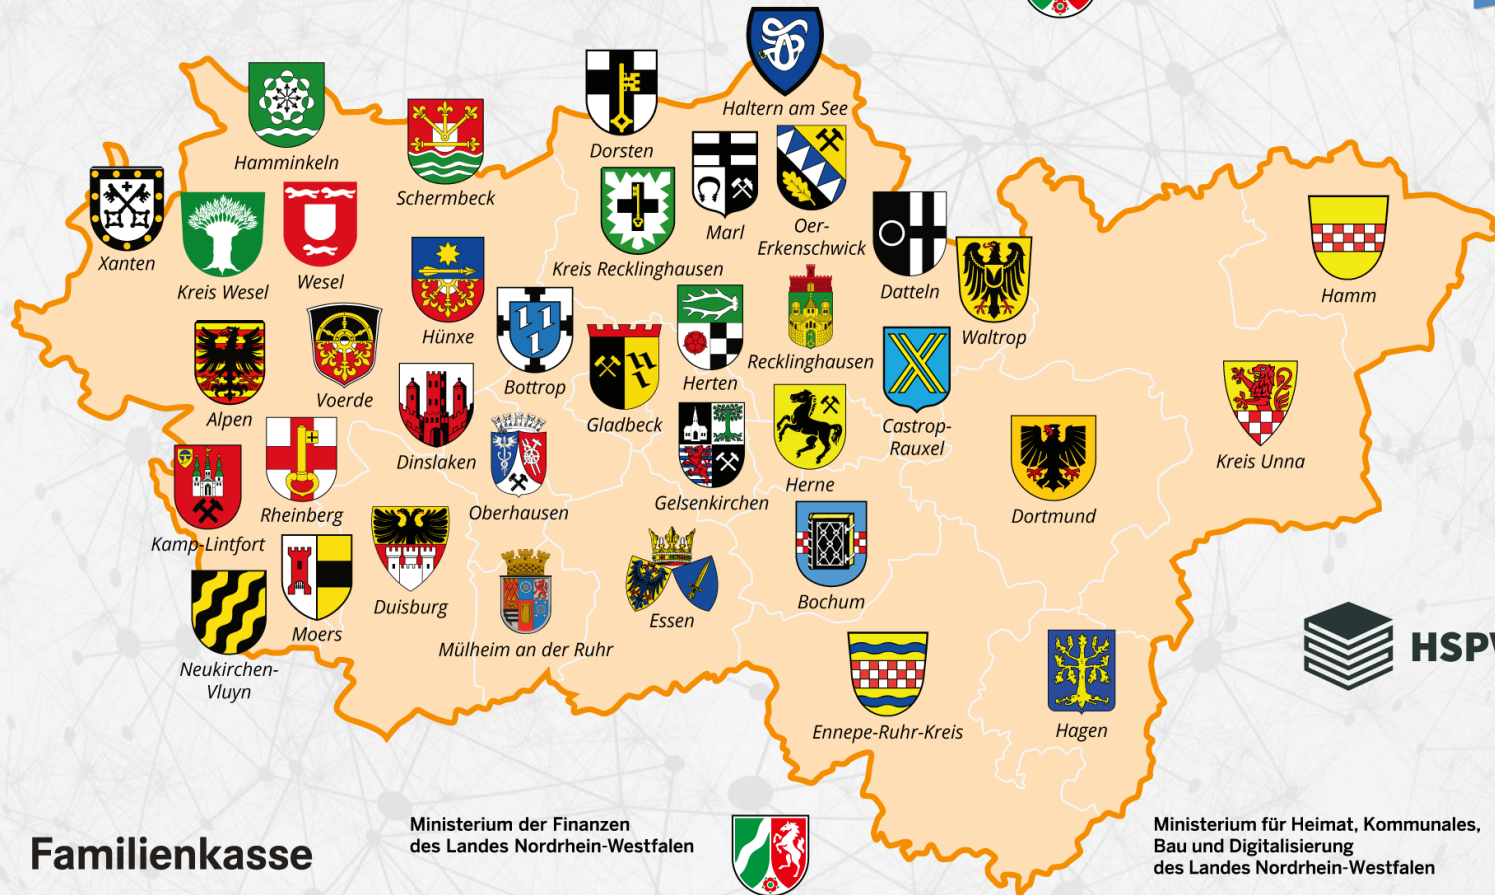 Haltern am See
Dorsten
Hamminkeln
Schermbeck
Marl
Oer-
Erkenschwick
Xanten
Kreis Wesel
Wesel
Kreis Recklinghausen
Datteln
Hamm
Hünxe
Waltrop
Bottrop
Herten
Recklinghausen
Voerde
Alpen
Gladbeck
Castrop-
Rauxel
Dinslaken
Kreis Unna
Herne
Gelsenkirchen
Oberhausen
Rheinberg
Dortmund
Kamp-Lintfort
Bochum
Duisburg
Essen
Moers
Mülheim an der Ruhr
Neukirchen-
Vluyn
HSPV
Ennepe-Ruhr-Kreis
Hagen
Familienkasse
Ministerium der Finanzen
des Landes Nordrhein-Westfalen
Ministerium für Heimat, Kommunales,
Bau und Digitalisierung
des Landes Nordrhein-Westfalen